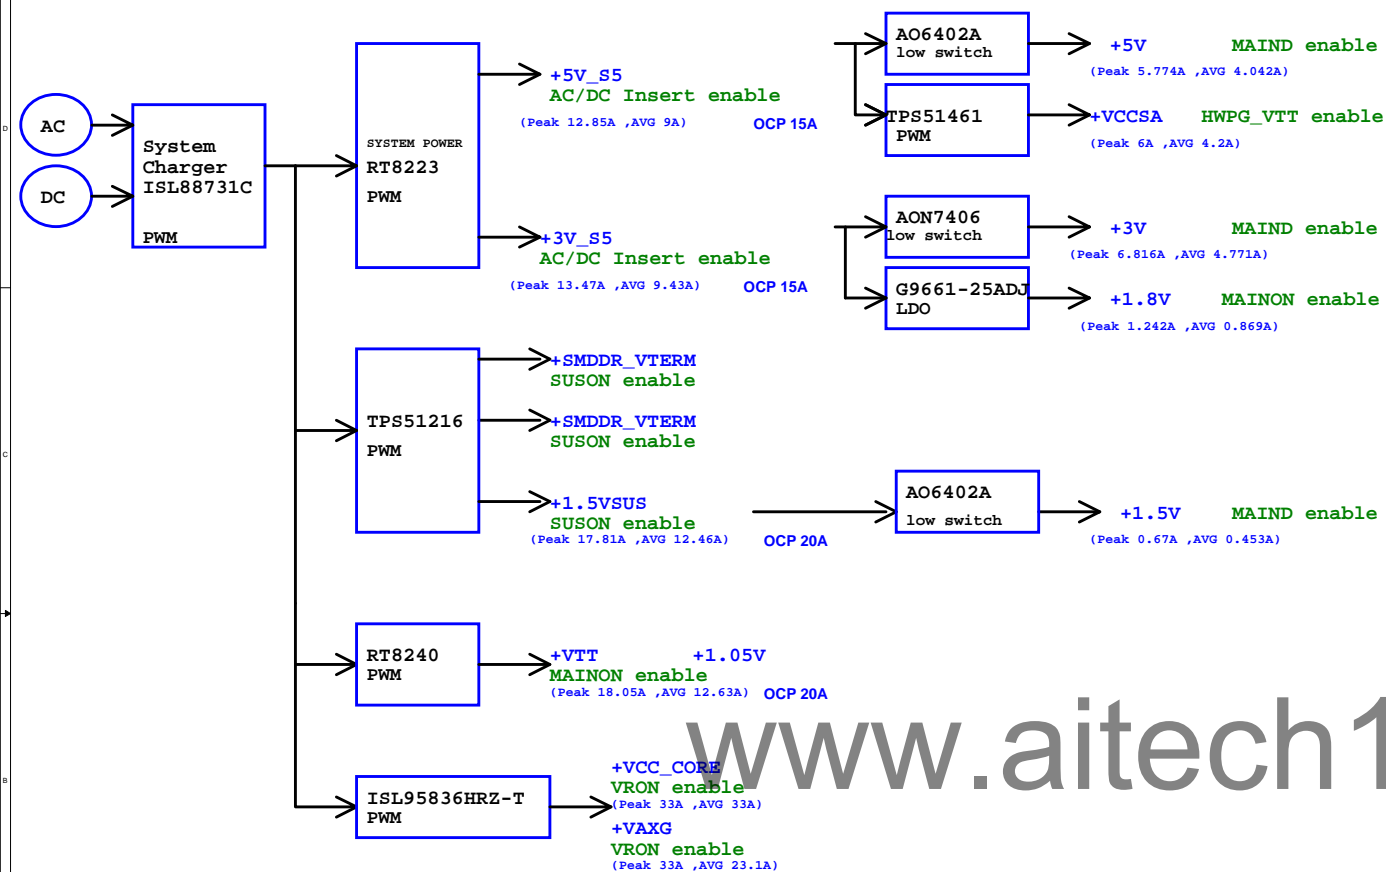 AC
DC
System
Charger
ISL88731C
PWM
SYSTEM POWER
RT8223
PWM
+5V_S5
AC/DC Insert enable
(Peak 12.85A ,AVG 9A)
OCP 15A
+3V_S5
AC/DC Insert enable
(Peak 13.47A ,AVG 9.43A)
OCP 15A
AO6402A
low switch
+5V
MAIND enable
(Peak 5.774A ,AVG 4.042A)
TPS51461
PWM
+VCCSA
HWPG_VTT enable
(Peak 6A ,AVG 4.2A)
AON7406
low switch
+3V
MAIND enable
(Peak 6.816A ,AVG 4.771A)
G9661-25ADJ
LDO
+1.8V
MAINON enable
(Peak 1.242A ,AVG 0.869A)
TPS51216
PWM
+SMDDR_VTERM
SUSON enable
+SMDDR_VTERM
SUSON enable
+1.5VSUS
SUSON enable
(Peak 17.81A ,AVG 12.46A)
OCP 20A
AO6402A
low switch
+1.5V
MAIND enable
(Peak 0.67A ,AVG 0.453A)
RT8240
PWM
+VTT
+1.05V
MAINON enable
(Peak 18.05A ,AVG 12.63A)
OCP 20A
ISL95836HRZ-T
PWM
+VCC_CORE
VRON enable
(Peak 33A ,AVG 33A)
+VAXG
VRON enable
(Peak 33A ,AVG 23.1A)
www.aitech1
D
C
B